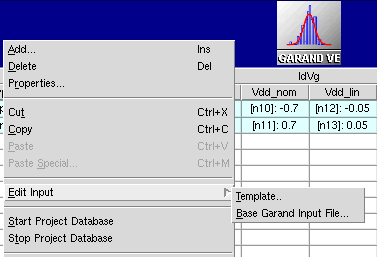 GARAND VE
IdVg
Vdd_nom Vdd_lin
[n10]: -0.7 [n12]: -0.05
[n11]: 0.7 [n13]: 0.05
Add... Ins
Delete Del
Properties...
Cut Ctrl+X
Copy Ctrl+C
Paste Ctrl+V
Paste Special... Ctrl+M
Edit Input
Template..
Base Garand Input File...
Start Project Database
Stop Project Database